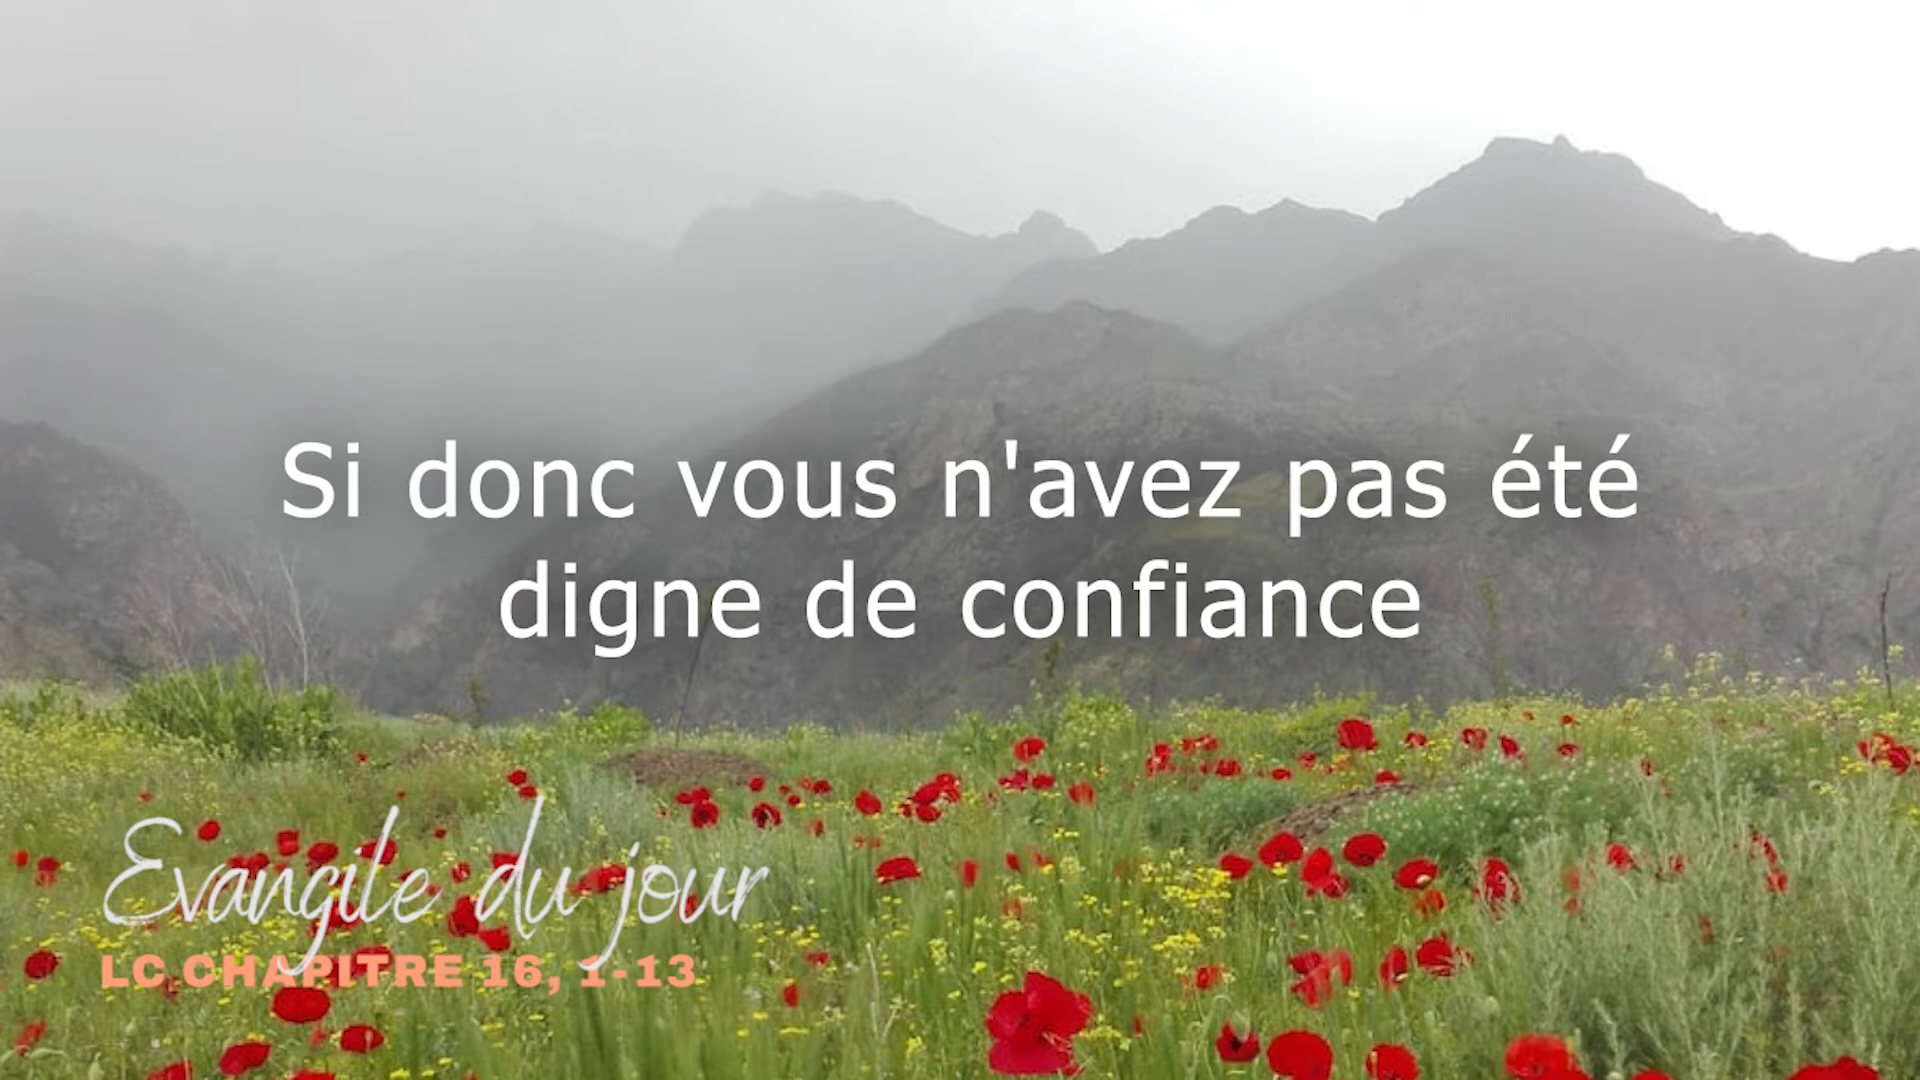 Si donc vous n'avez pas été
digne de confiance
Evangile du jour
LC CHAPITRE 16, 1-13